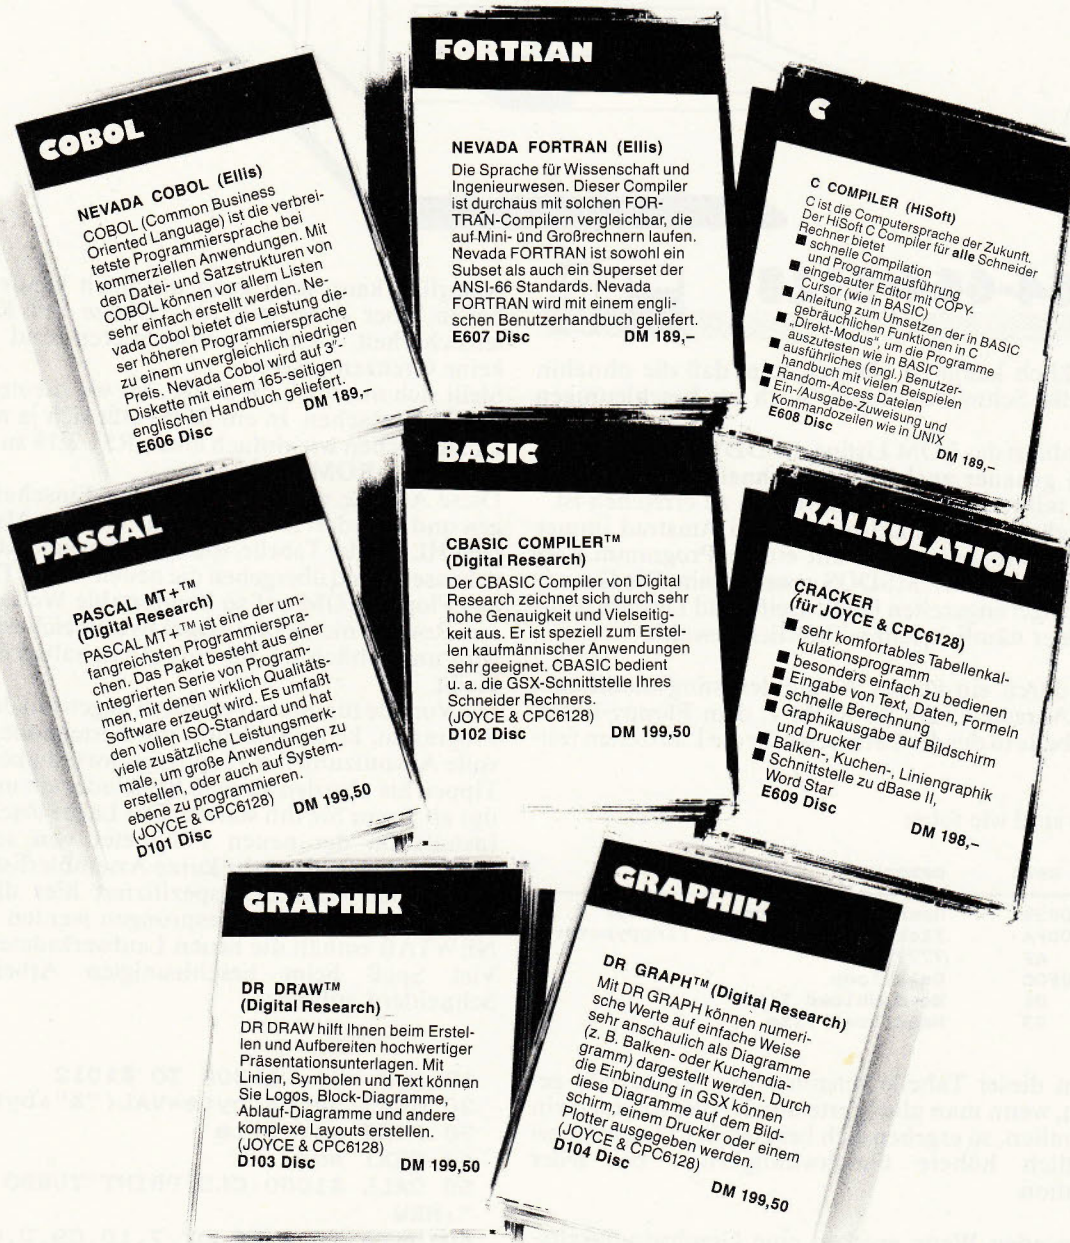 COBOL
NEVADA COBOL (Ellis)
COBOL (Common Business
Oriented Language) ist die verbrei-
tetste Programmiersprache bei
kommerziellen Anwendungen. Mit
den Datei- und Satzstrukturen von
COBOL können vor allem Listen
sehr einfach erstellt werden. Ne-
vada Cobol bietet die Leistung die-
ser höheren Programmiersprache
zu einem unvergleichlich niedrigen
Preis. Nevada Cobol wird auf 3"-
Diskette mit einem 165-seitigen
englischen Handbuch geliefert.
E606 Disc DM 189,–
FORTRAN
NEVADA FORTRAN (Ellis)
Die Sprache für Wissenschaft und
Ingenieurwesen. Dieser Compiler
ist durchaus mit solchen FOR-
TRAN-Compilern vergleichbar, die
auf Mini- und Großrechnern laufen.
Nevada FORTRAN ist sowohl ein
Subset als auch ein Superset der
ANSI-66 Standards. Nevada
FORTRAN wird mit einem engli-
schen Benutzerhandbuch geliefert.
E607 Disc DM 189,–
C
C COMPILER (HiSoft)
C ist die Computersprache der Zukunft.
Der HiSoft C Compiler für alle Schneider
Rechner bietet
■ schnelle Compilation
und Programmausführung
■ eingebauter Editor mit COPY-
Cursor (wie in BASIC)
■ Anleitung zum Umsetzen der in BASIC
gebräuchlichen Funktionen in C
■ „Direkt-Modus", um die Programme
auszutesten wie in BASIC
■ ausführliches (engl.) Benutzer-
handbuch mit vielen Beispielen
■ Random-Access Dateien
■ Ein-/Ausgabe-Zuweisung und
Kommandozeilen wie in UNIX
E608 Disc DM 189,–
PASCAL
PASCAL MT+™
(Digital Research)
PASCAL MT+™ ist eine der um-
fangreichsten Programmierspra-
chen. Das Paket besteht aus einer
integrierten Serie von Program-
men, mit denen wirklich Qualitäts-
Software erzeugt wird. Es umfaßt
den vollen ISO-Standard und hat
viele zusätzliche Leistungsmerk-
male, um große Anwendungen zu
erstellen, oder auch auf System-
ebene zu programmieren.
(JOYCE & CPC6128)
D101 Disc DM 199,50
BASIC
CBASIC COMPILER™
(Digital Research)
Der CBASIC Compiler von Digital
Research zeichnet sich durch sehr
hohe Genauigkeit und Vielseitig-
keit aus. Er ist speziell zum Erstel-
len kaufmännischer Anwendungen
sehr geeignet. CBASIC bedient
u. a. die GSX-Schnittstelle Ihres
Schneider Rechners.
(JOYCE & CPC6128)
D102 Disc DM 199,50
KALKULATION
CRACKER
(für JOYCE & CPC6128)
■ sehr komfortables Tabellenkal-
kulationsprogramm
■ besonders einfach zu bedienen
■ Eingabe von Text, Daten, Formeln
■ schnelle Berechnung
■ Graphikausgabe auf Bildschirm
und Drucker
■ Balken-, Kuchen-, Liniengraphik
■ Schnittstelle zu dBase II,
Word Star
E609 Disc
DM 198,–
GRAPHIK
DR DRAW™
(Digital Research)
DR DRAW hilft Ihnen beim Erstel-
len und Aufbereiten hochwertiger
Präsentationsunterlagen. Mit
Linien, Symbolen und Text können
Sie Logos, Block-Diagramme,
Ablauf-Diagramme und andere
komplexe Layouts erstellen.
(JOYCE & CPC6128)
D103 Disc DM 199,50
GRAPHIK
DR GRAPH™ (Digital Research)
Mit DR GRAPH können numeri-
sche Werte auf einfache Weise
sehr anschaulich als Diagramme
(z. B. Balken- oder Kuchendia-
gramm) dargestellt werden. Durch
die Einbindung in GSX können
diese Diagramme auf dem Bild-
schirm, einem Drucker oder einem
Plotter ausgegeben werden.
(JOYCE & CPC6128)
D104 Disc
DM 199,50